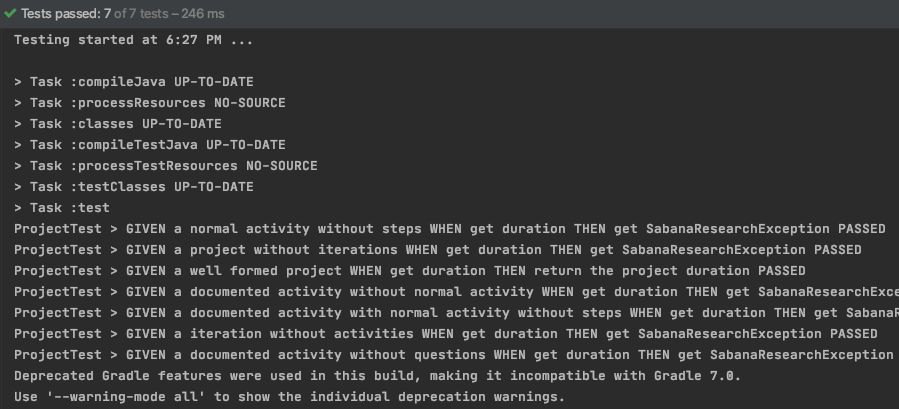 Tests passed: 7 of 7 tests – 246 ms
Testing started at 6:27 PM ...
> Task :compileJava UP-TO-DATE
> Task :processResources NO-SOURCE
> Task :classes UP-TO-DATE
> Task :compileTestJava UP-TO-DATE
> Task :processTestResources NO-SOURCE
> Task :testClasses UP-TO-DATE
> Task :test
ProjectTest > GIVEN a normal activity without steps WHEN get duration THEN get SabanaResearchException PASSED
ProjectTest > GIVEN a project without iterations WHEN get duration THEN get SabanaResearchException PASSED
ProjectTest > GIVEN a well formed project WHEN get duration THEN return the project duration PASSED
ProjectTest > GIVEN a documented activity without normal activity WHEN get duration THEN get SabanaResearchExce
ProjectTest > GIVEN a documented activity with normal activity without steps WHEN get duration THEN get SabanaR
ProjectTest > GIVEN a iteration without activities WHEN get duration THEN get SabanaResearchException PASSED
ProjectTest > GIVEN a documented activity without questions WHEN get duration THEN get SabanaResearchException
Deprecated Gradle features were used in this build, making it incompatible with Gradle 7.0.
Use '--warning-mode all' to show the individual deprecation warnings.